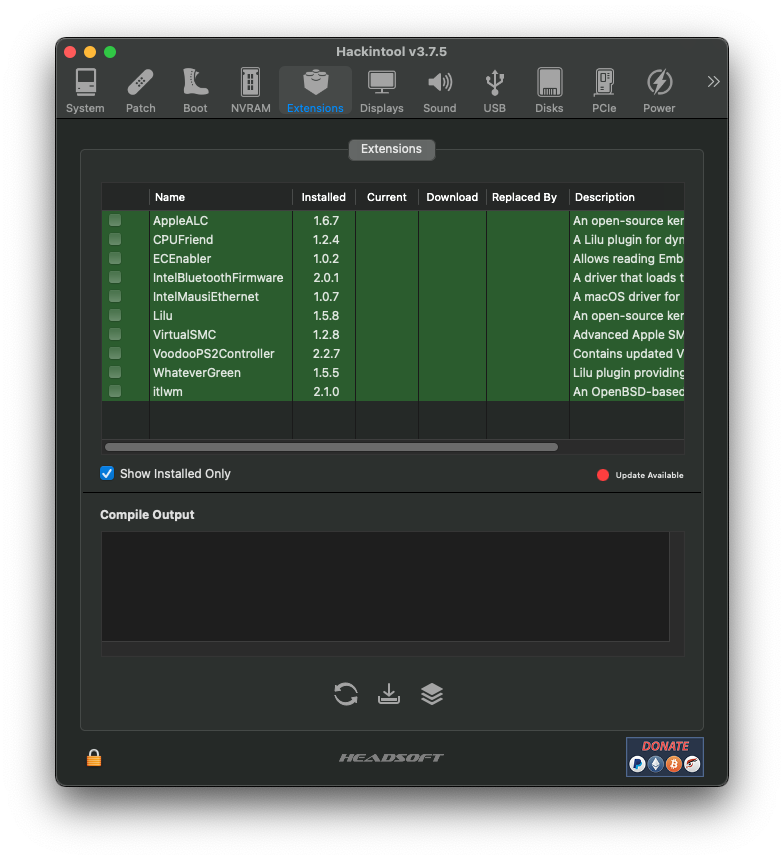 Hackintool v3.7.5
System Patch Boot NVRAM Extensions Displays Sound USB Disks PCIe Power
Extensions
Name Installed Current Download Replaced By Description
AppleALC 1.6.7 An open-source ker
CPUFriend 1.2.4 A Lilu plugin for dyn
ECEnabler 1.0.2 Allows reading Emb
IntelBluetoothFirmware 2.0.1 A driver that loads t
IntelMausiEthernet 1.0.7 A macOS driver for
Lilu 1.5.8 An open-source ker
VirtualSMC 1.2.8 Advanced Apple SM
VoodooPS2Controller 2.2.7 Contains updated V
WhateverGreen 1.5.5 Lilu plugin providing
itlwm 2.1.0 An OpenBSD-based
Show Installed Only Update Available
Compile Output
HEADSOFT
DONATE